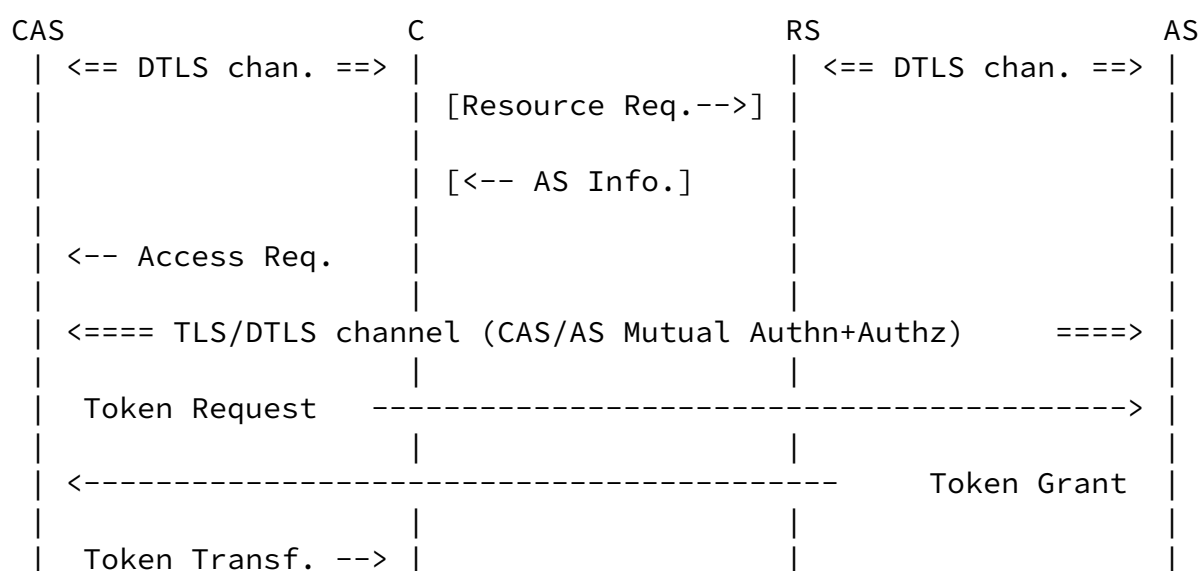 CAS                  C                    RS                   AS
 | <== DTLS chan. ==> |                    | <== DTLS chan. ==> |
 |                    | [Resource Req.-->] |                    |
 |                    |                    |                    |
 |                    | [<-- AS Info.]     |                    |
 |                    |                    |                    |
 | <-- Access Req.    |                    |                    |
 |                    |                    |                    |
 | <==== TLS/DTLS channel (CAS/AS Mutual Authn+Authz)     ====> |
 |                    |                    |                    |
 |  Token Request   ------------------------------------------> |
 |                    |                    |                    |
 | <------------------------------------------     Token Grant  |
 |                    |                    |                    |
 |  Token Transf. --> |                    |                    |